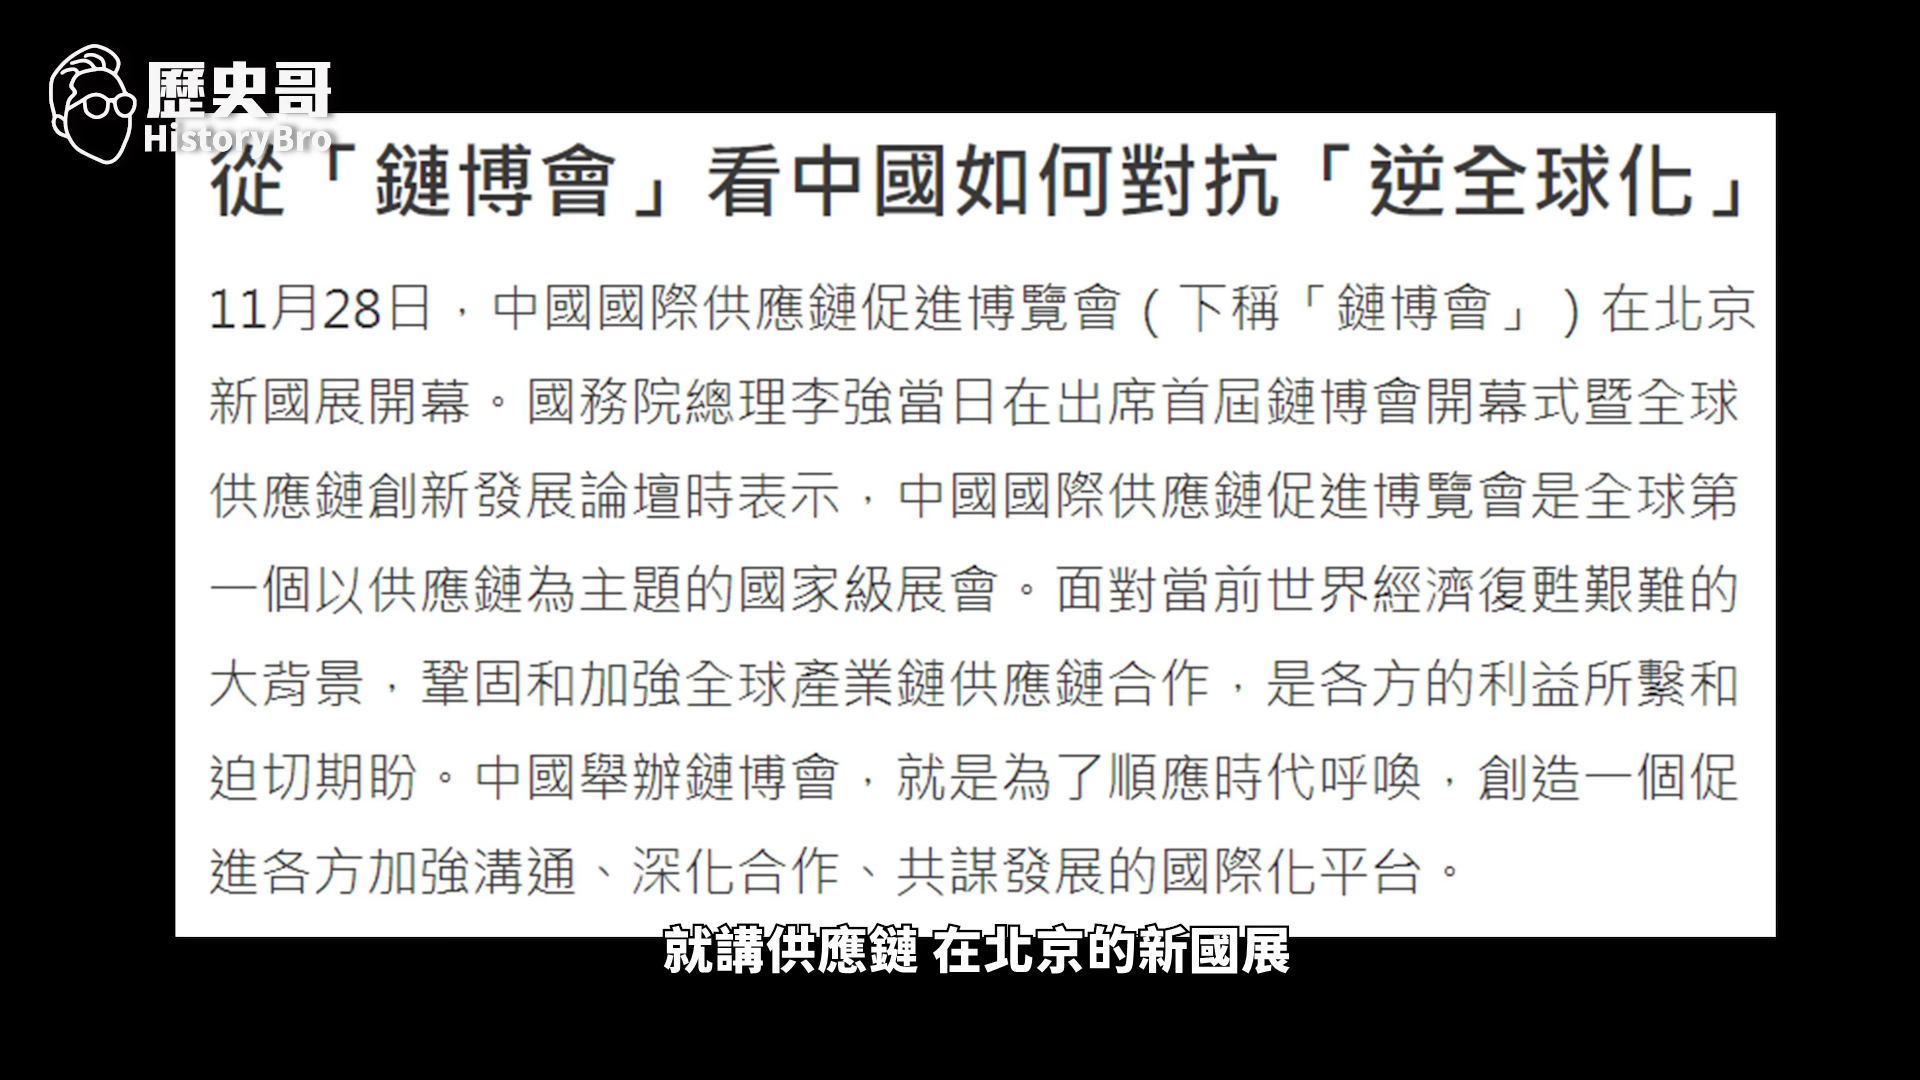 歷史哥
HistoryBro
從「鏈博會」看中國如何對抗「逆全球化」
11月28日，中國國際供應鏈促進博覽會（下稱「鏈博會」）在北京
新國展開幕。國務院總理李強當日在出席首屆鏈博會開幕式暨全球
供應鏈創新發展論壇時表示，中國國際供應鏈促進博覽會是全球第
一個以供應鏈為主題的國家級展會。面對當前世界經濟復甦艱難的
大背景，鞏固和加強全球產業鏈供應鏈合作，是各方的利益所繫和
迫切期盼。中國舉辦鏈博會，就是為了順應時代呼喚，創造一個促
進各方加強溝通、深化合作、共謀發展的國際化平台。
就講供應鏈 在北京的新國展